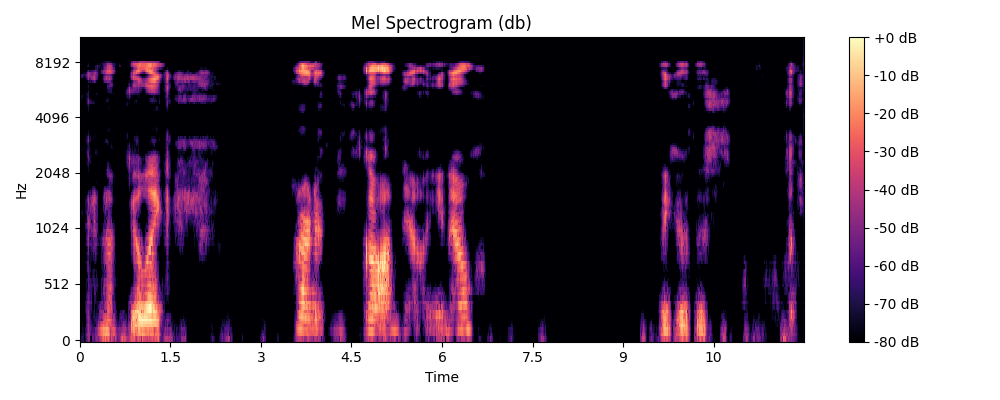 Mel Spectrogram (db)
8192
4096
2048
1024
512
0
Hz
0 1.5 3 4.5 6 7.5 9 10
Time
+0 dB
-10 dB
-20 dB
-30 dB
-40 dB
-50 dB
-60 dB
-70 dB
-80 dB